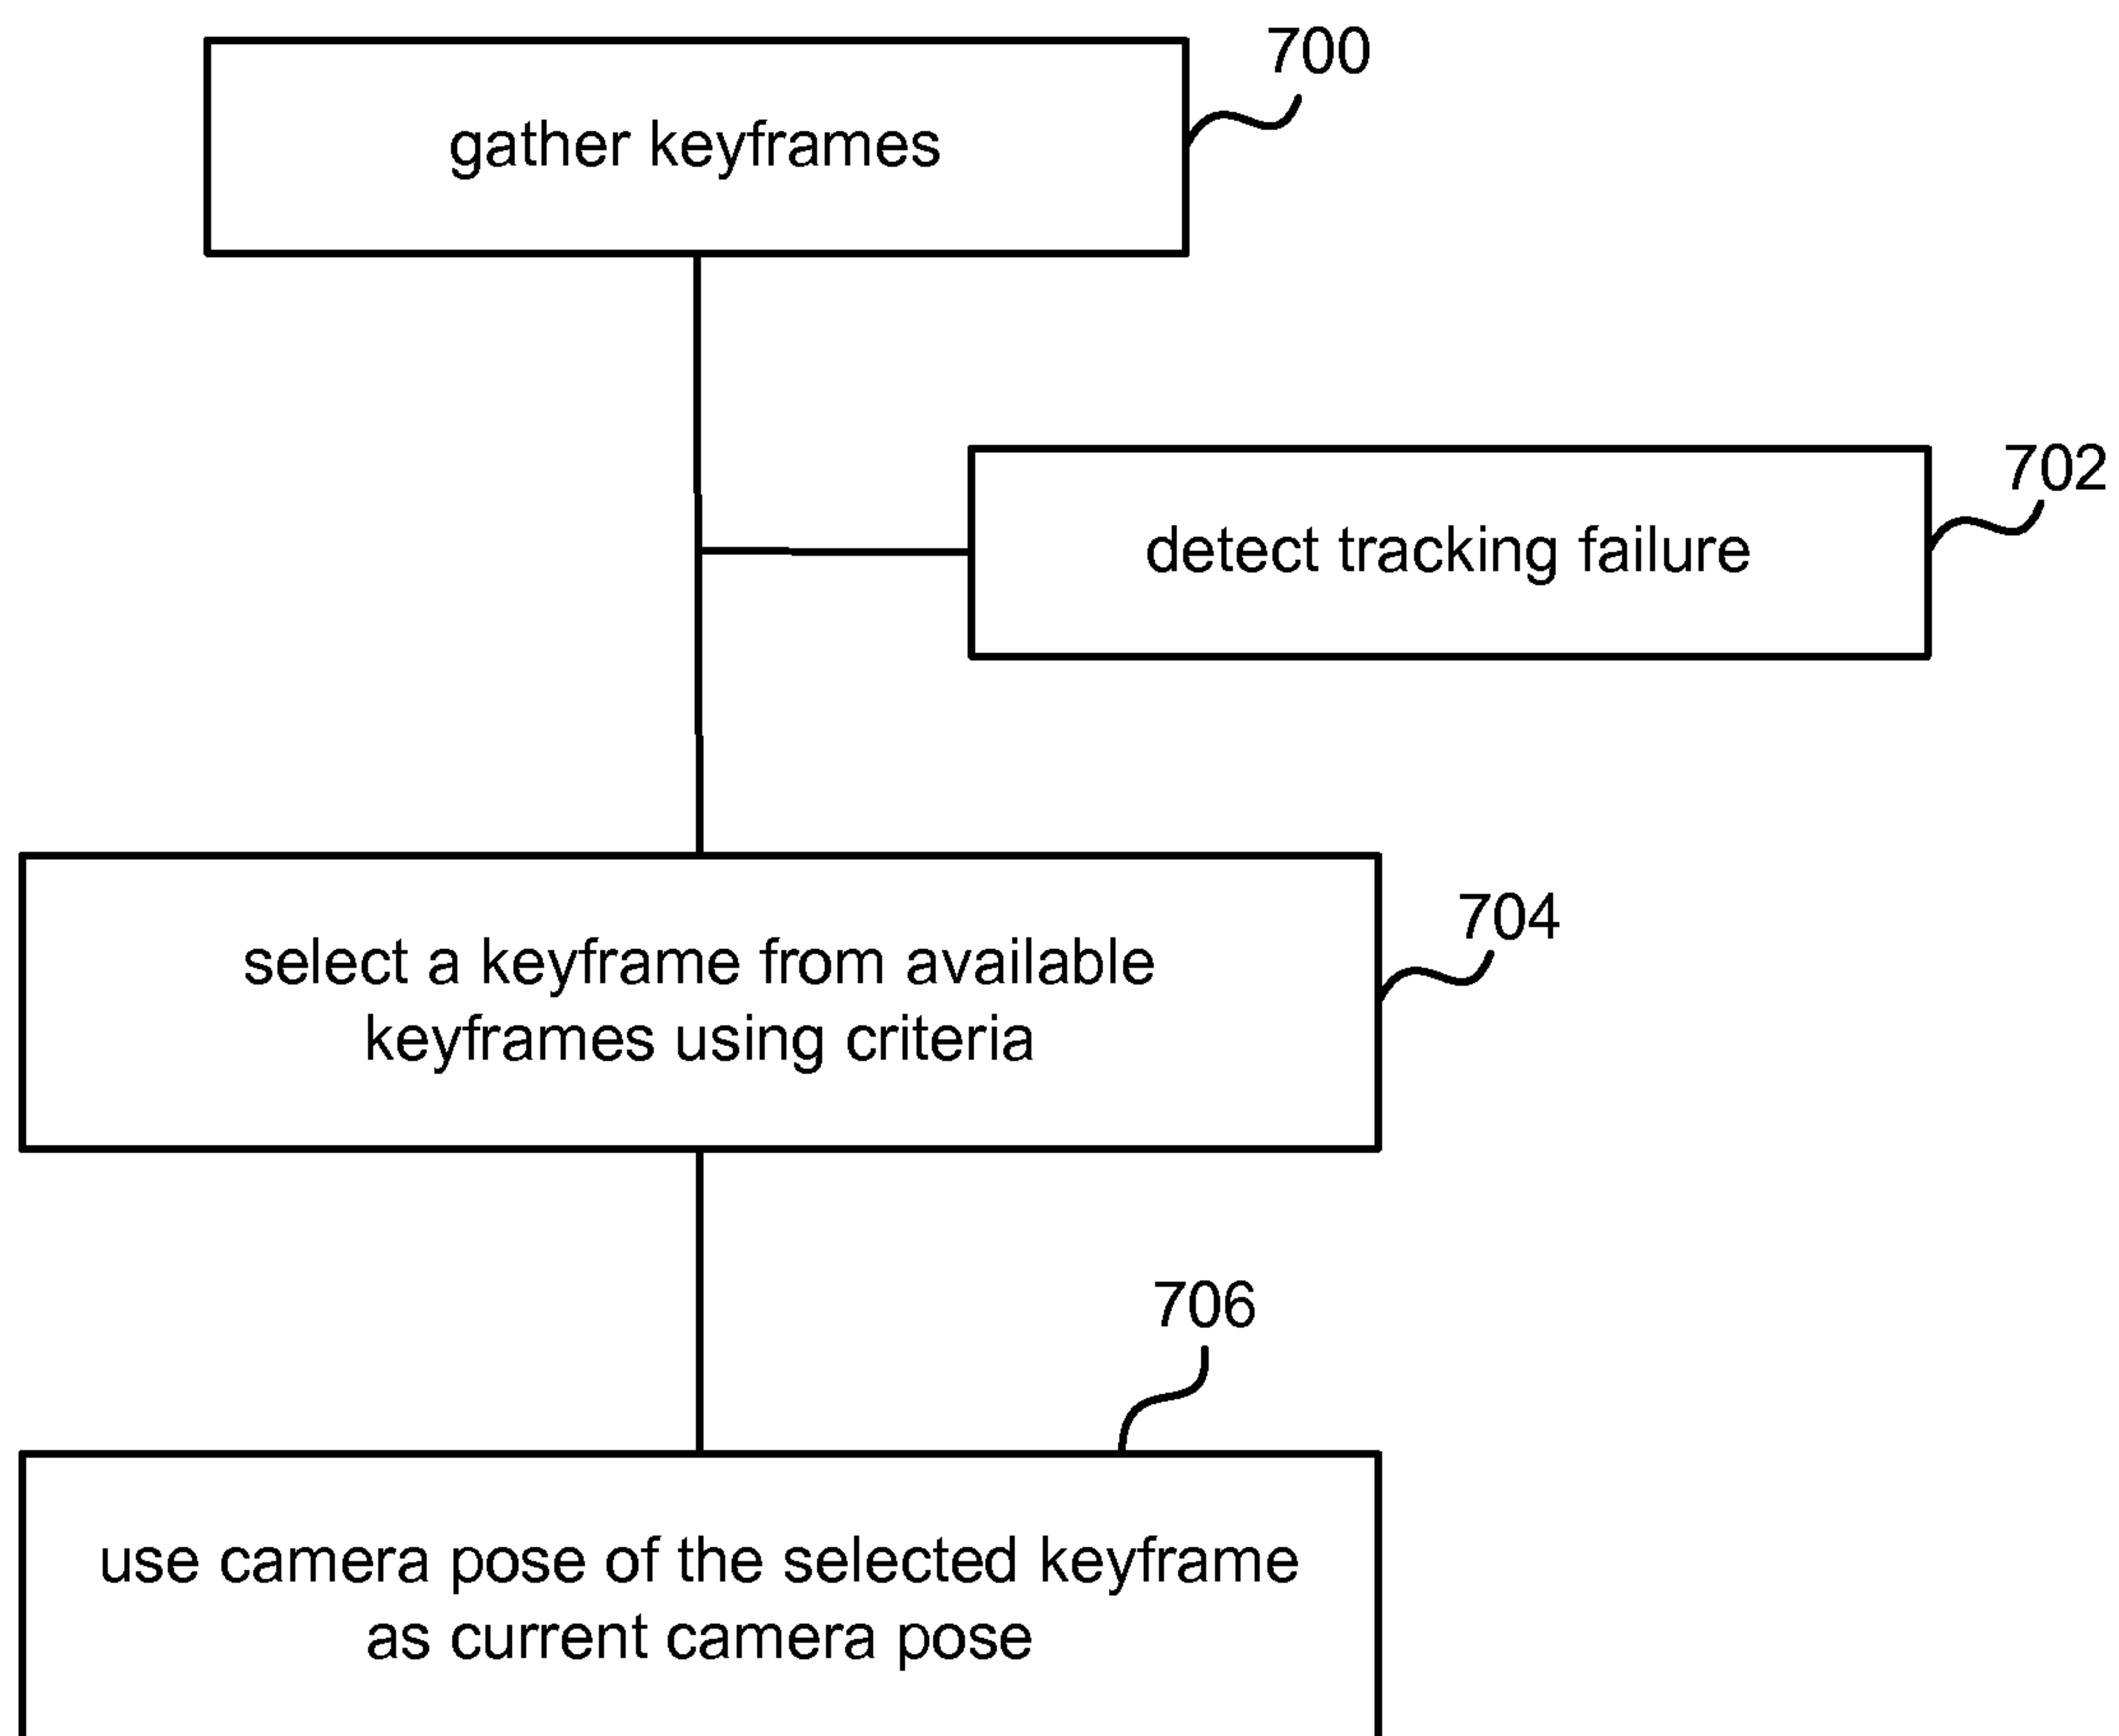 700
gather keyframes
702
detect tracking failure
704
select a keyframe from available
keyframes using criteria
706
use camera pose of the selected keyframe
as current camera pose